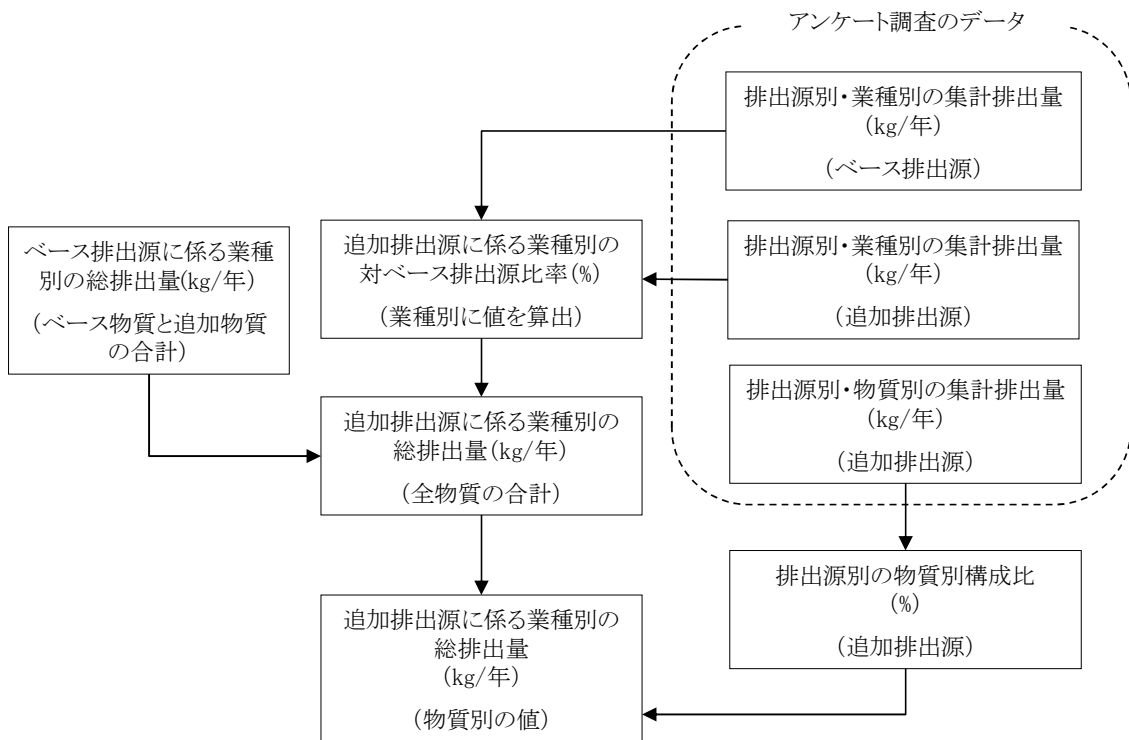 アンケート調査のデータ
排出源別・業種別の集計排出量
(kg/年)
(ベース排出源)
追加排出源に係る業種別の
対ベース排出源比率(%)
(業種別に値を算出)
排出源別・業種別の集計排出量
(kg/年)
(追加排出源)
ベース排出源に係る業種
別の総排出量(kg/年)
(ベース物質と追加物質
の合計)
追加排出源に係る業種別の
総排出量(kg/年)
(全物質の合計)
排出源別・物質別の集計排出量
(kg/年)
(追加排出源)
排出源別の物質別構成比
(%)
(追加排出源)
追加排出源に係る業種別の
総排出量
(kg/年)
(物質別の値)